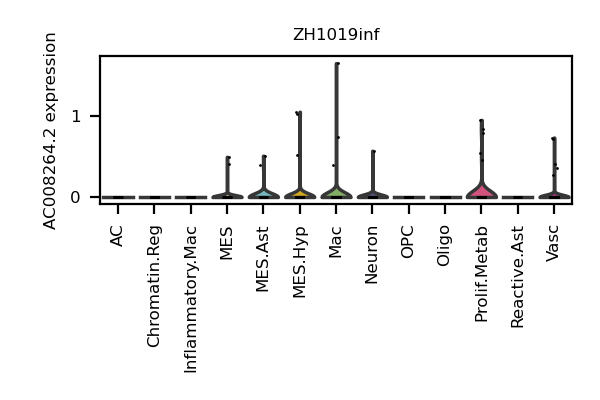 ZH1019inf
AC008264.2 expression
1
0
AC
Chromatin.Reg
Inflammatory.Mac
MES
MES.Ast
MES.Hyp
Mac
Neuron
OPC
Oligo
Prolif.Metab
Reactive.Ast
Vasc